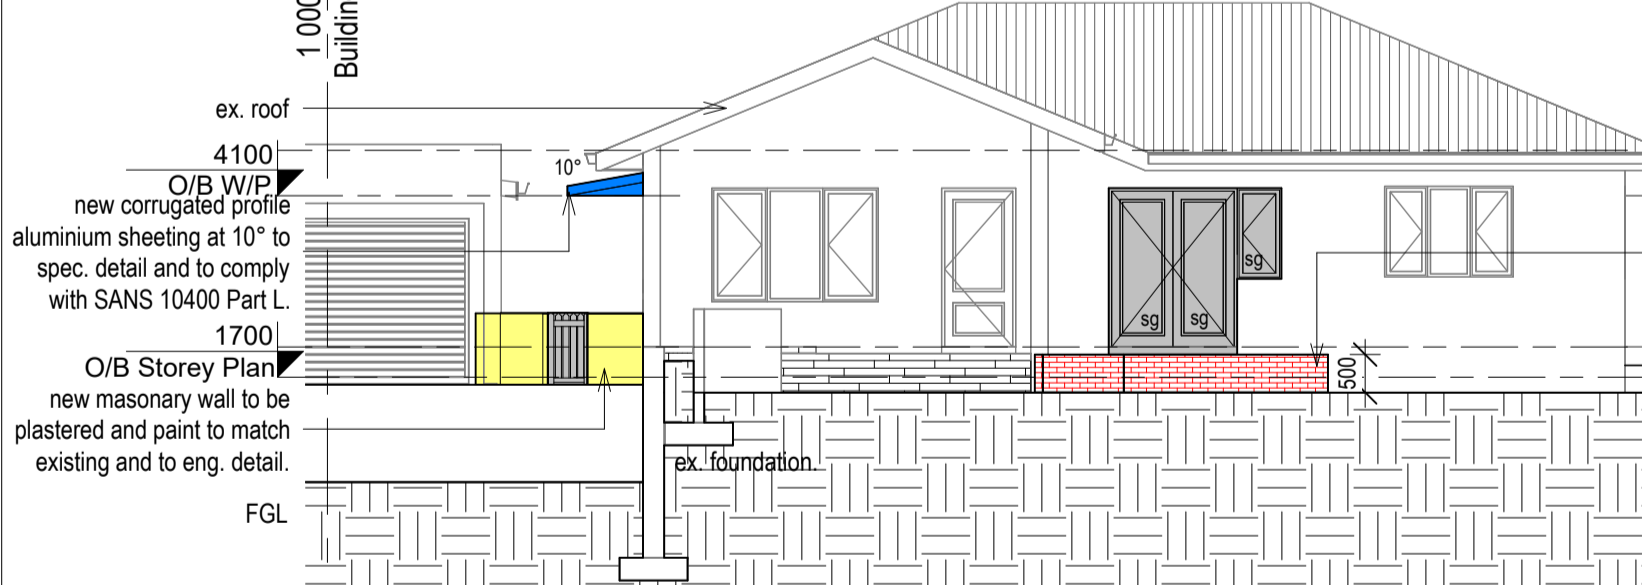 1 000
Buildin
ex. roof
4100
O/B W/P
10°
new corrugated profile
aluminium sheeting at 10° to
spec. detail and to comply
with SANS 10400 Part L.
1700
O/B Storey Plan
new masonary wall to be
plastered and paint to match
existing and to eng. detail.
FGL
ex. foundation.
sg
sg
sg
500